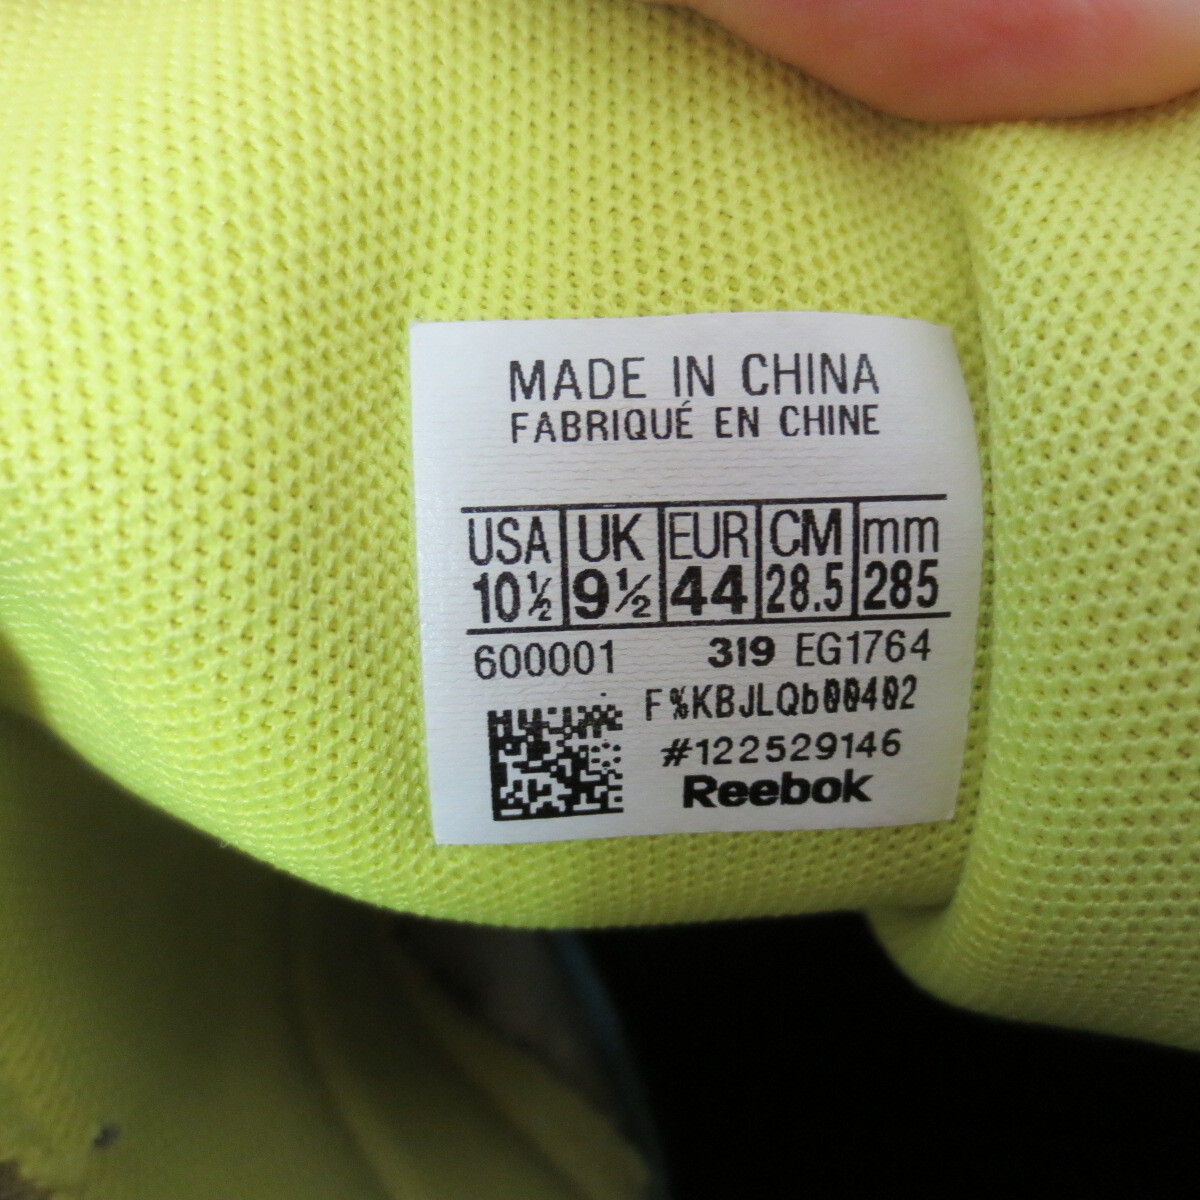 MADE IN CHINA
FABRIQUÉ EN CHINE
USA UK EUR CM mm
10½ 9½ 44 28.5 285
600001 319 EG1764
F%KBJLQb00402
#122529146
Reebok